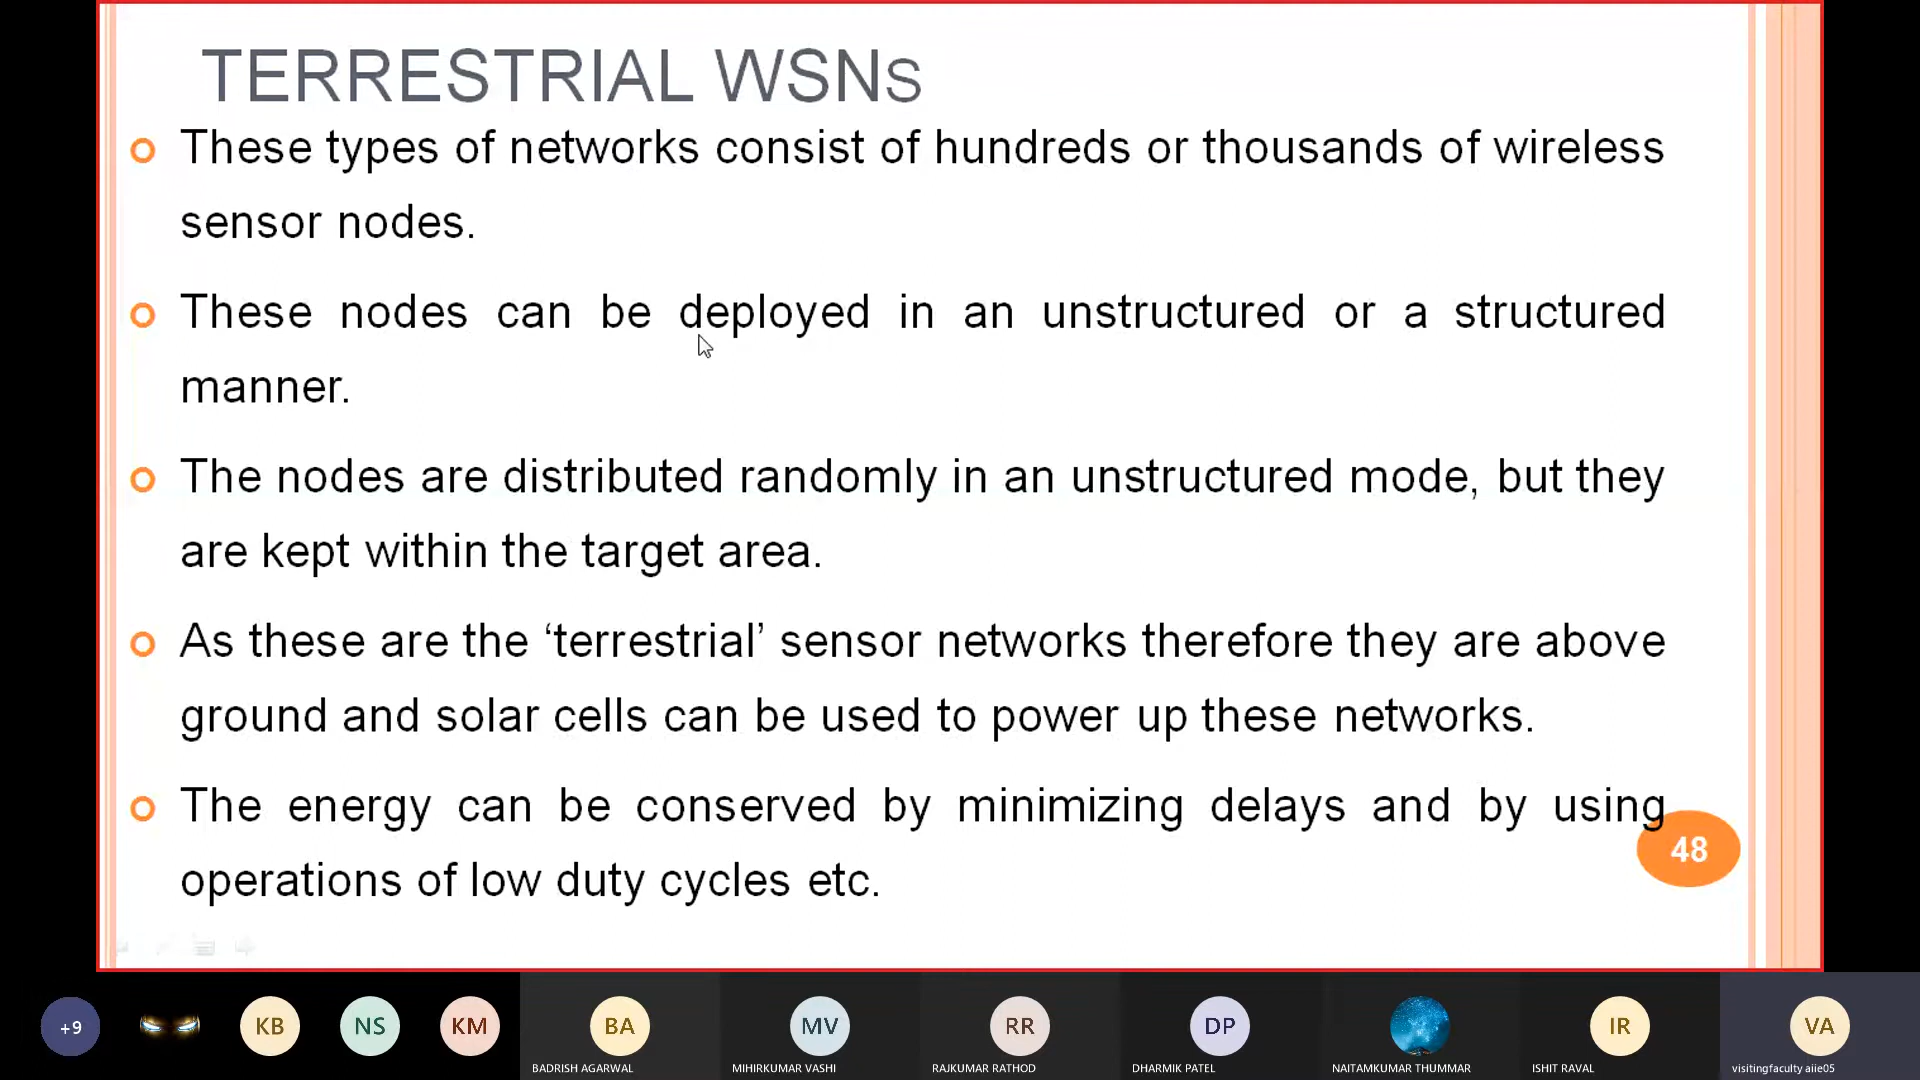 TERRESTRIAL WSNs
These types of networks consist of hundreds or thousands of wireless
sensor nodes.
These nodes can be deployed in an unstructured or a structured
manner.
The nodes are distributed randomly in an unstructured mode, but they
are kept within the target area.
As these are the ‘terrestrial’ sensor networks therefore they are above
ground and solar cells can be used to power up these networks.
The energy can be conserved by minimizing delays and by using
operations of low duty cycles etc.
48
+9
KB
NS
KM
BA
MV
RR
DP
IR
VA
BADRISH AGARWAL
MIHIRKUMAR VASHI
RAJKUMAR RATHOD
DHARMIK PATEL
NAITAMKUMAR THUMMAR
ISHIT RAVAL
visitingfaculty aiie05